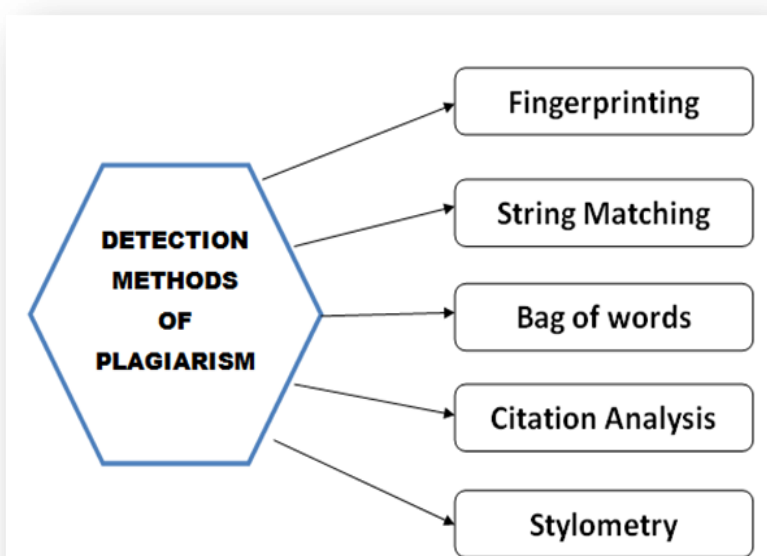 DETECTION
METHODS
OF
PLAGIARISM
Fingerprinting
String Matching
Bag of words
Citation Analysis
Stylometry